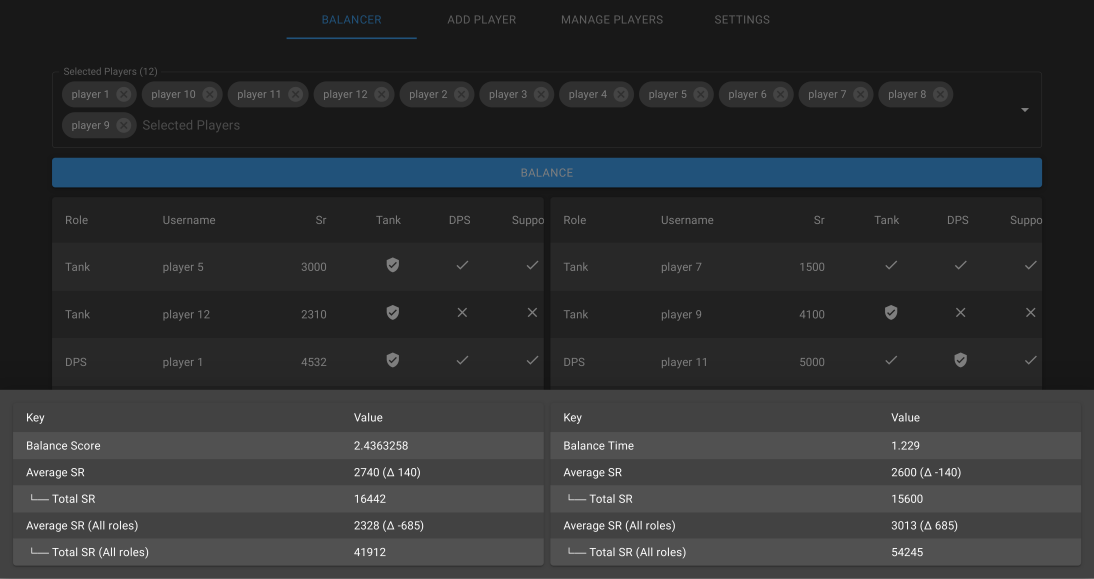 BALANCER ADD PLAYER MANAGE PLAYERS SETTINGS
Selected Players (12)
player 1 player 10 player 11 player 12 player 2 player 3 player 4 player 5 player 6 player 7 player 8
player 9 Selected Players
BALANCE
Role Username Sr Tank DPS Suppo Role Username Sr Tank DPS Suppo
Tank player 5 3000 Tank player 7 1500
Tank player 12 2310 Tank player 9 4100
DPS player 1 4532 DPS player 11 5000
Key Value Key Value
Balance Score 2.4363258 Balance Time 1.229
Average SR 2740 (Δ 140) Average SR 2600 (Δ -140)
└── Total SR 16442 └── Total SR 15600
Average SR (All roles) 2328 (Δ -685) Average SR (All roles) 3013 (Δ 685)
└── Total SR (All roles) 41912 └── Total SR (All roles) 54245